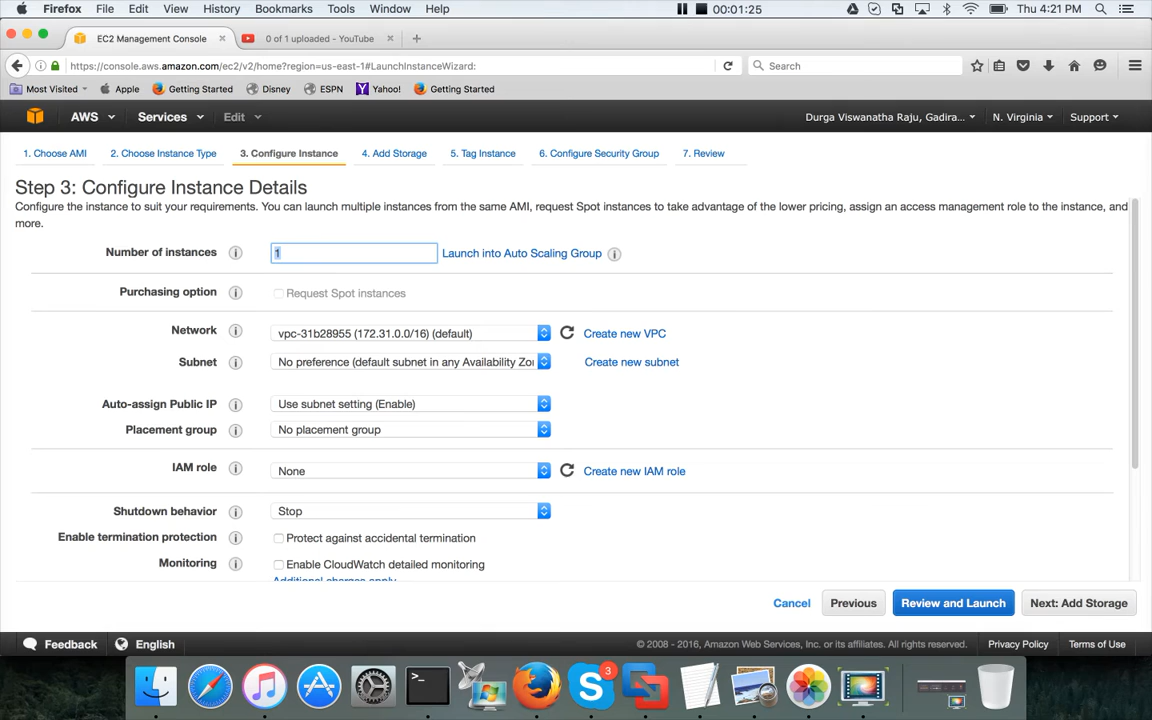 Firefox File Edit View History Bookmarks Tools Window Help 00:01:25 Thu 4:21 PM
EC2 Management Console × 0 of 1 uploaded - YouTube × +
https://console.aws.amazon.com/ec2/v2/home?region=us-east-1#LaunchInstanceWizard: Search
Most Visited Apple Getting Started Disney ESPN Yahoo! Getting Started
AWS Services Edit Durga Viswanatha Raju, Gadira... N. Virginia Support
1. Choose AMI 2. Choose Instance Type 3. Configure Instance 4. Add Storage 5. Tag Instance 6. Configure Security Group 7. Review
Step 3: Configure Instance Details
Configure the instance to suit your requirements. You can launch multiple instances from the same AMI, request Spot instances to take advantage of the lower pricing, assign an access management role to the instance, and
more.
Number of instances i 1 Launch into Auto Scaling Group i
Purchasing option i Request Spot instances
Network i vpc-31b28955 (172.31.0.0/16) (default) Create new VPC
Subnet i No preference (default subnet in any Availability Zo Create new subnet
Auto-assign Public IP i Use subnet setting (Enable)
Placement group i No placement group
IAM role i None Create new IAM role
Shutdown behavior i Stop
Enable termination protection i Protect against accidental termination
Monitoring i Enable CloudWatch detailed monitoring
Additional charges apply
Cancel Previous Review and Launch Next: Add Storage
Feedback English © 2008 - 2016, Amazon Web Services, Inc. or its affiliates. All rights reserved. Privacy Policy Terms of Use
3